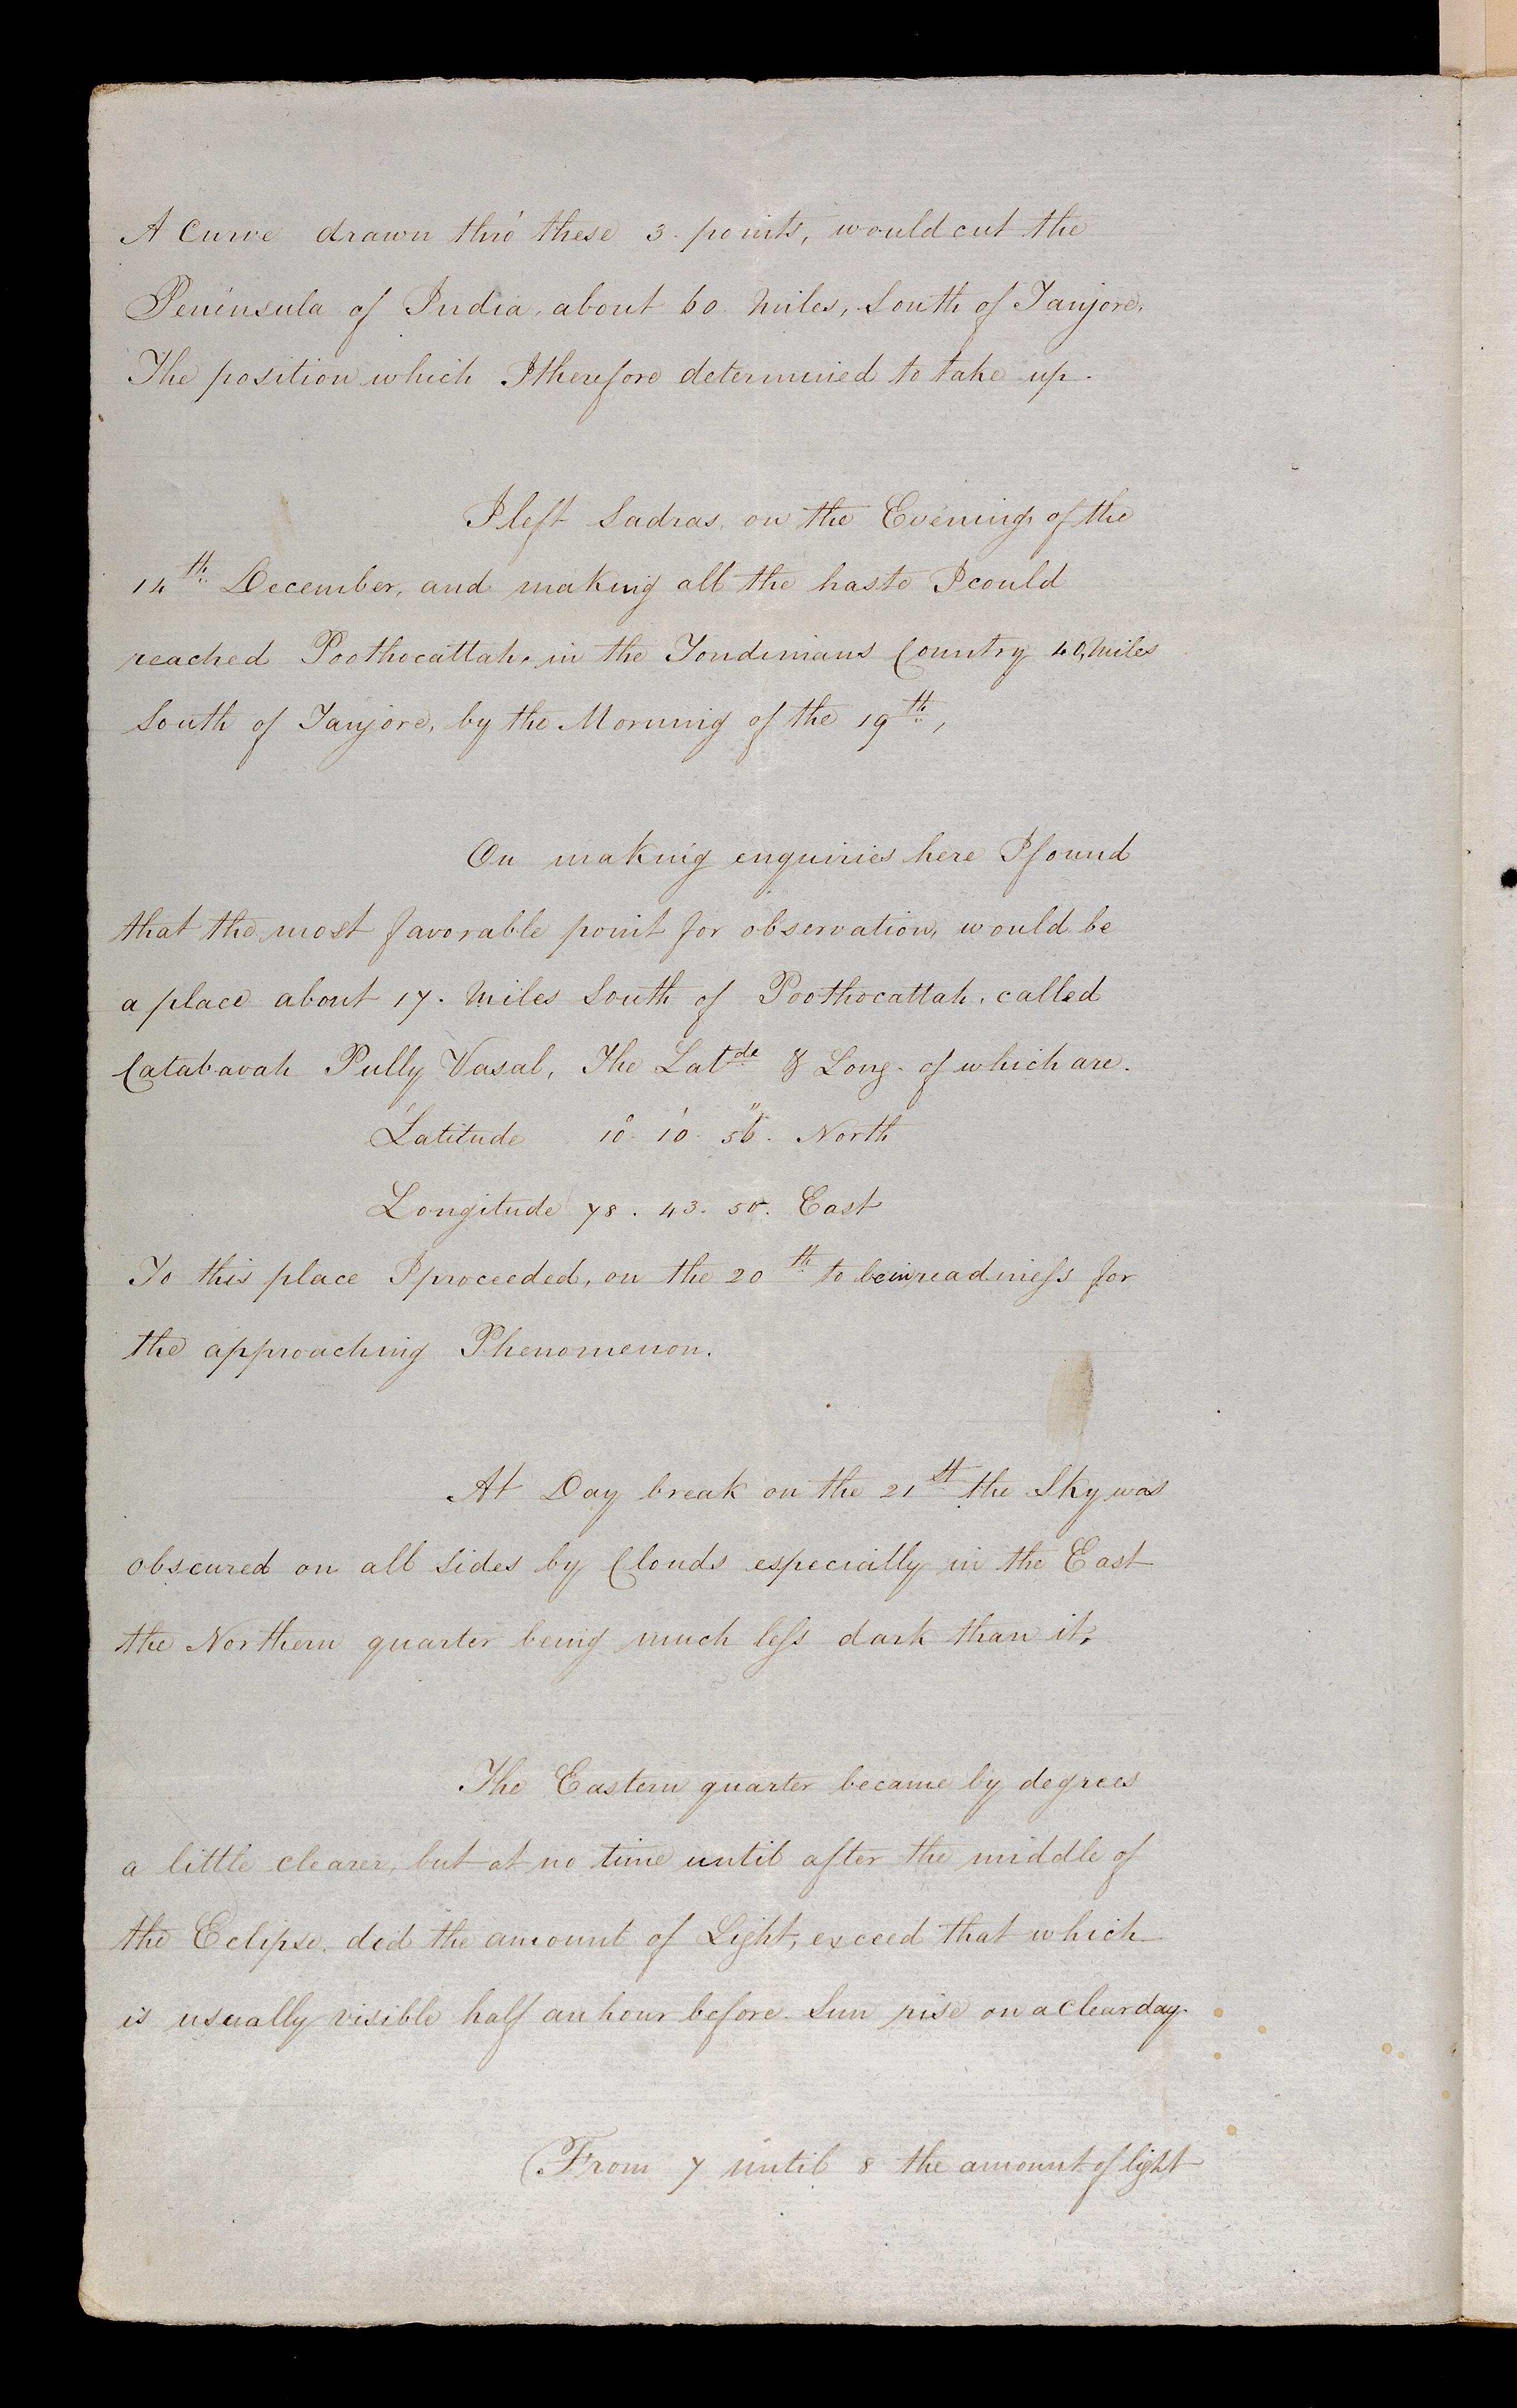 A Curve drawn thro' these 3 points, would cut the
Peninsula of India, about 60 Miles, South of Tanjore,
The position which I therefore determined to take up.
I left Sadras, on the Evening of the
14th December, and making all the haste I could
reached Poothocattah, in the Tondimans Country 40, Miles
South of Tanjore, by the Morning of the 19th,
On making enquiries here I found
that the most favorable point for observation, would be
a place about 17. Miles South of Poothocattah, called
Catabavah Pully Vasal, The Latde & Long. of which are.
Latitude 10° 10' 56" North
Longitude 78. 43. 50. East
To this place I proceeded, on the 20th to be in readiness for
the approaching Phenomenon.
At Day break on the 21st the Sky was
obscured on all Sides by Clouds especially in the East
the Northern quarter being much less dark than it,
The Eastern quarter became by degrees
a little clearer, but at no time until after the middle of
the Eclipse, did the amount of Light, exceed that which
is usually visible half an hour before Sun rise on a Clear day.
From 7 until 8 the amount of light